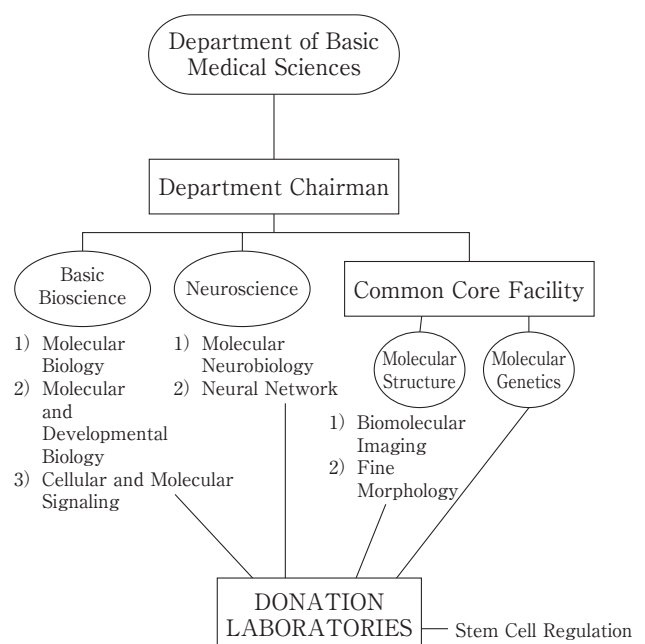 Department of Basic
Medical Sciences
Department Chairman
Basic
Bioscience
1) Molecular
Biology
2) Molecular
and
Developmental
Biology
3) Cellular and Molecular
Signaling
Neuroscience
1) Molecular
Neurobiology
2) Neural Network
Common Core Facility
Molecular
Structure
1) Biomolecular
Imaging
2) Fine
Morphology
Molecular
Genetics
DONATION
LABORATORIES
Stem Cell Regulation